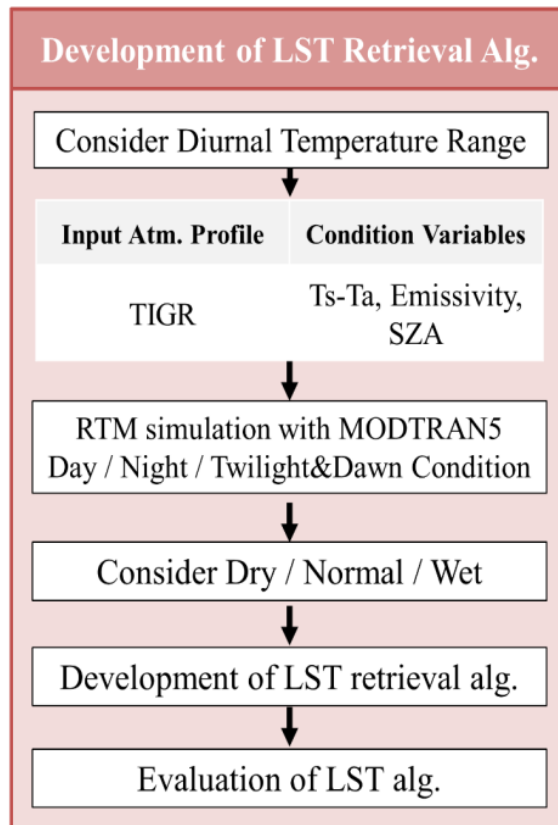 Development of LST Retrieval Alg.
Consider Diurnal Temperature Range
Input Atm. Profile
Condition Variables
TIGR
Ts-Ta, Emissivity,
SZA
RTM simulation with MODTRAN5
Day / Night / Twilight&Dawn Condition
Consider Dry / Normal / Wet
Development of LST retrieval alg.
Evaluation of LST alg.